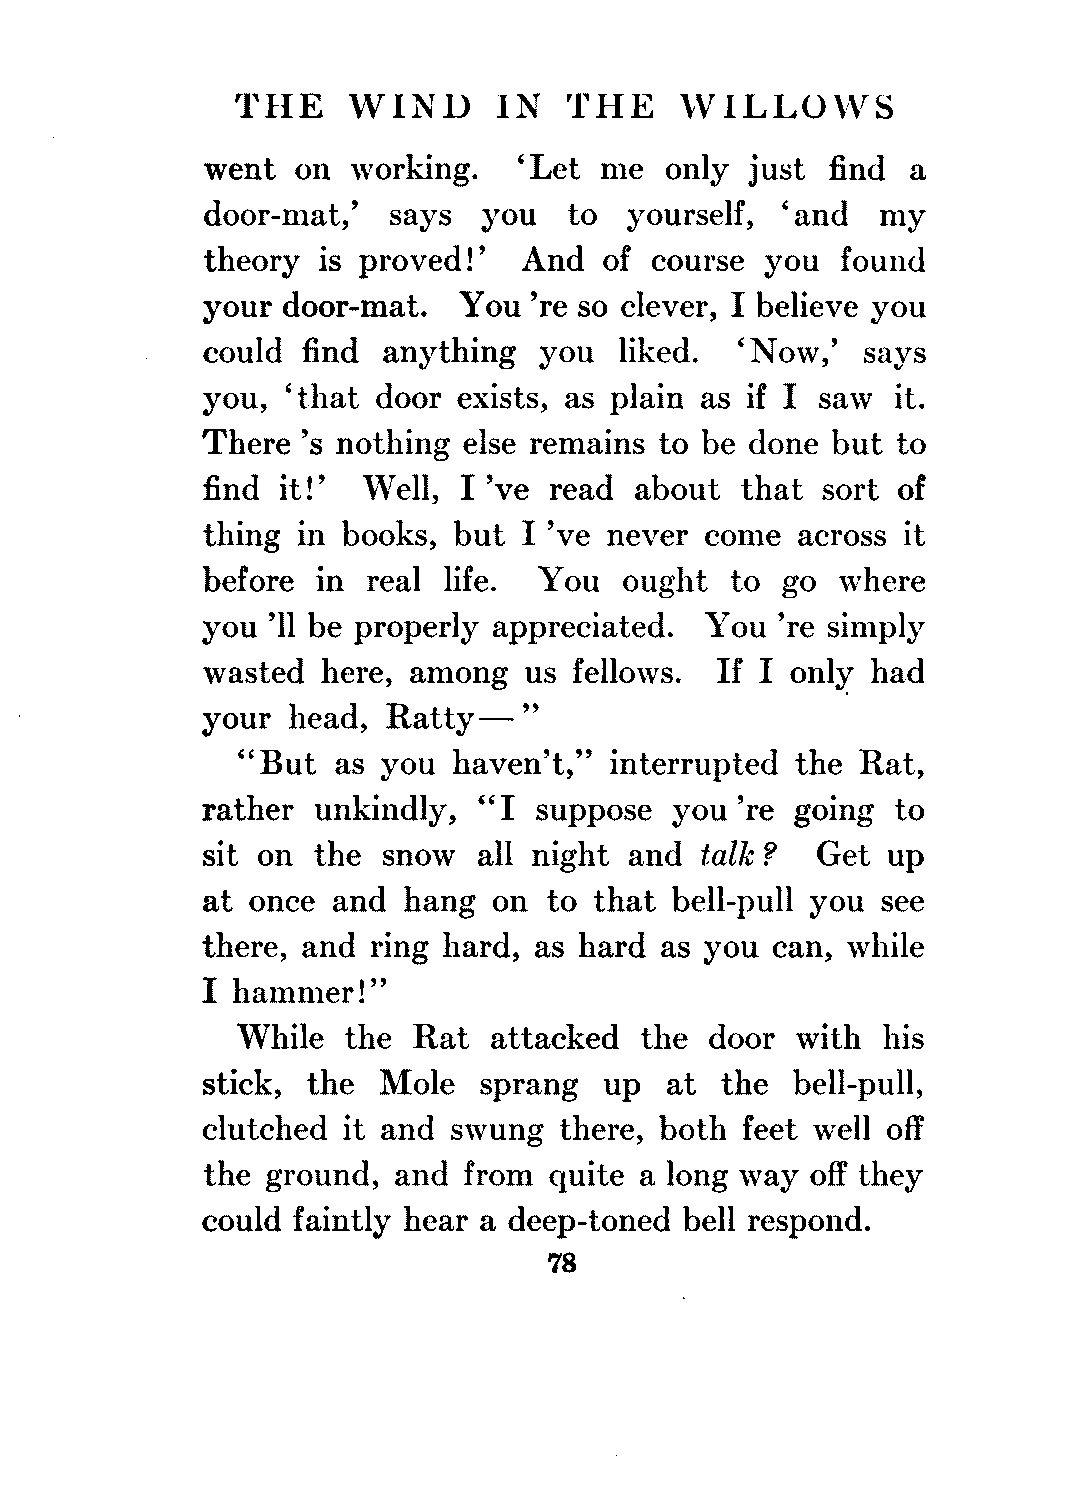 THE WIND IN THE WILLOWS
went on working. ‘Let me only just find a
door-mat,’ says you to yourself, ‘and my
theory is proved!’ And of course you found
your door-mat. You ’re so clever, I believe you
could find anything you liked. ‘Now,’ says
you, ‘that door exists, as plain as if I saw it.
There ’s nothing else remains to be done but to
find it!’ Well, I ’ve read about that sort of
thing in books, but I ’ve never come across it
before in real life. You ought to go where
you ’ll be properly appreciated. You ’re simply
wasted here, among us fellows. If I only had
your head, Ratty—”
“But as you haven’t,” interrupted the Rat,
rather unkindly, “I suppose you ’re going to
sit on the snow all night and talk? Get up
at once and hang on to that bell-pull you see
there, and ring hard, as hard as you can, while
I hammer!”
While the Rat attacked the door with his
stick, the Mole sprang up at the bell-pull,
clutched it and swung there, both feet well off
the ground, and from quite a long way off they
could faintly hear a deep-toned bell respond.
78